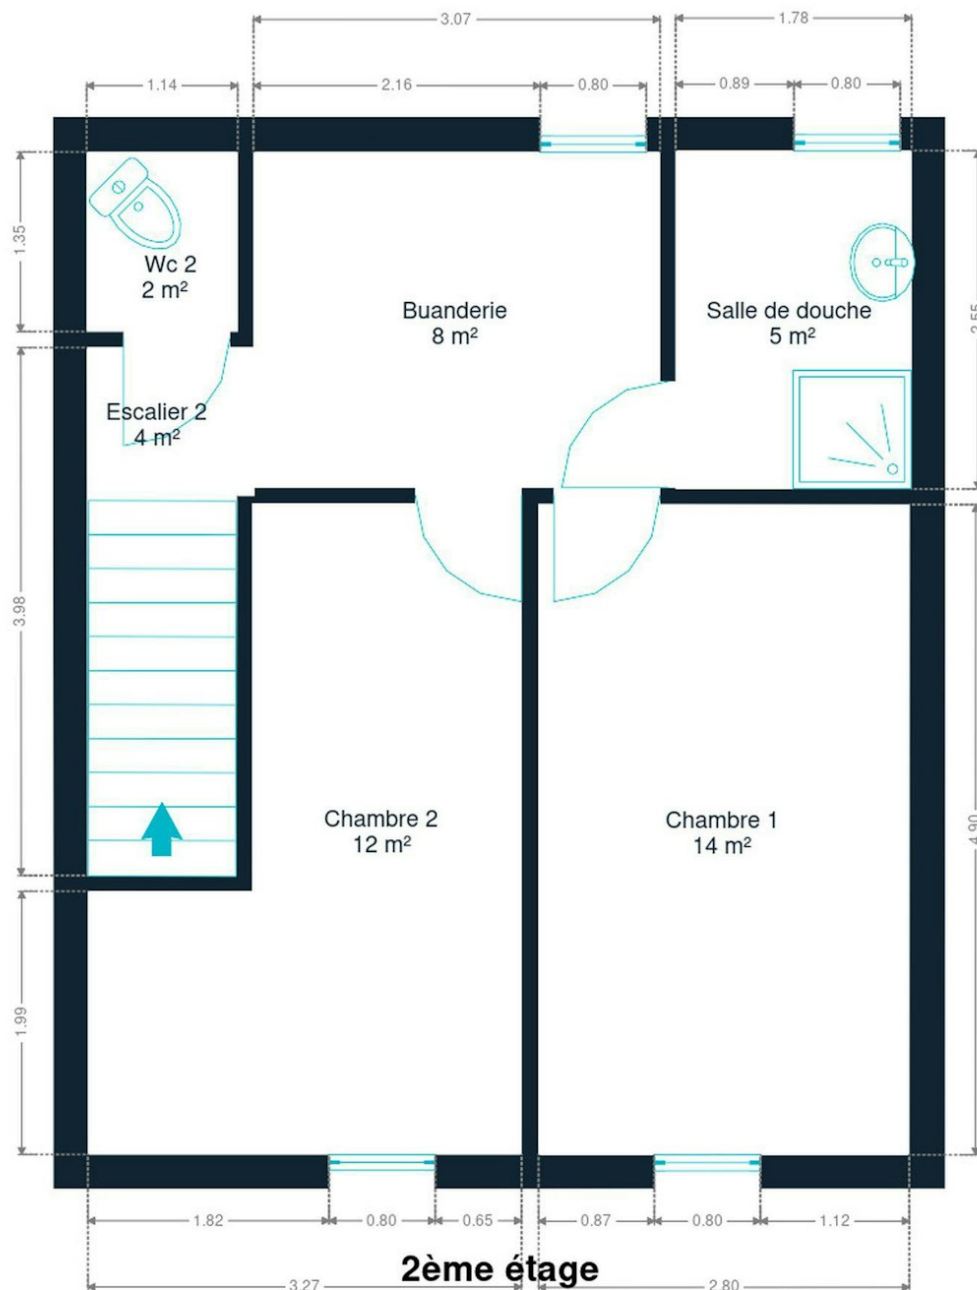 3.07
1.78
1.14
2.16
0.80
0.89
0.80
1.35
Wc 2
2 m²
Buanderie
8 m²
Salle de douche
5 m²
Escalier 2
4 m²
3.98
Chambre 2
12 m²
Chambre 1
14 m²
4.90
1.99
1.82
0.80
0.65
0.87
0.80
1.12
2ème étage
3.27
2.80